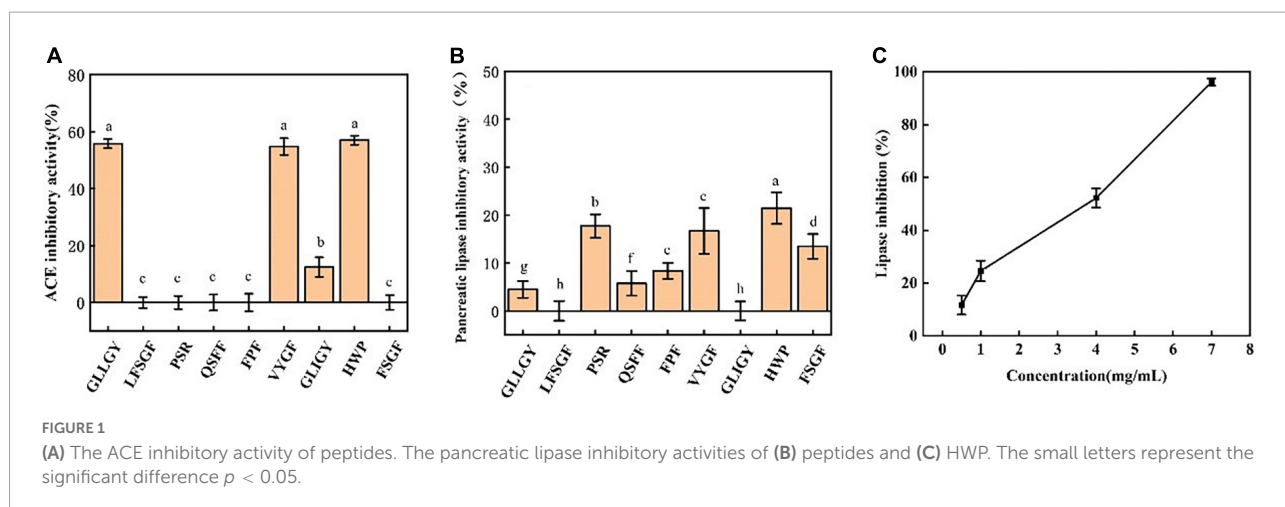 A
ACE inhibitory activity(%)
80
60
40
20
0
a
c
c
c
c
a
b
a
c
GLLGY
LFSGF
PSR
QSFF
FPF
VYGF
GLIGY
HWP
FSGF
B
Pancreatic lipase inhibitory activity（%）
50
40
30
20
10
0
g
h
b
f
c
c
h
a
d
GLLGY
LFSGF
PSR
QSFF
FPF
VYGF
GLIGY
HWP
FSGF
C
Lipase inhibition (%)
100
80
60
40
20
0
0 1 2 3 4 5 6 7 8
Concentration(mg/mL)
FIGURE 1
(A) The ACE inhibitory activity of peptides. The pancreatic lipase inhibitory activities of (B) peptides and (C) HWP. The small letters represent the
significant difference p < 0.05.